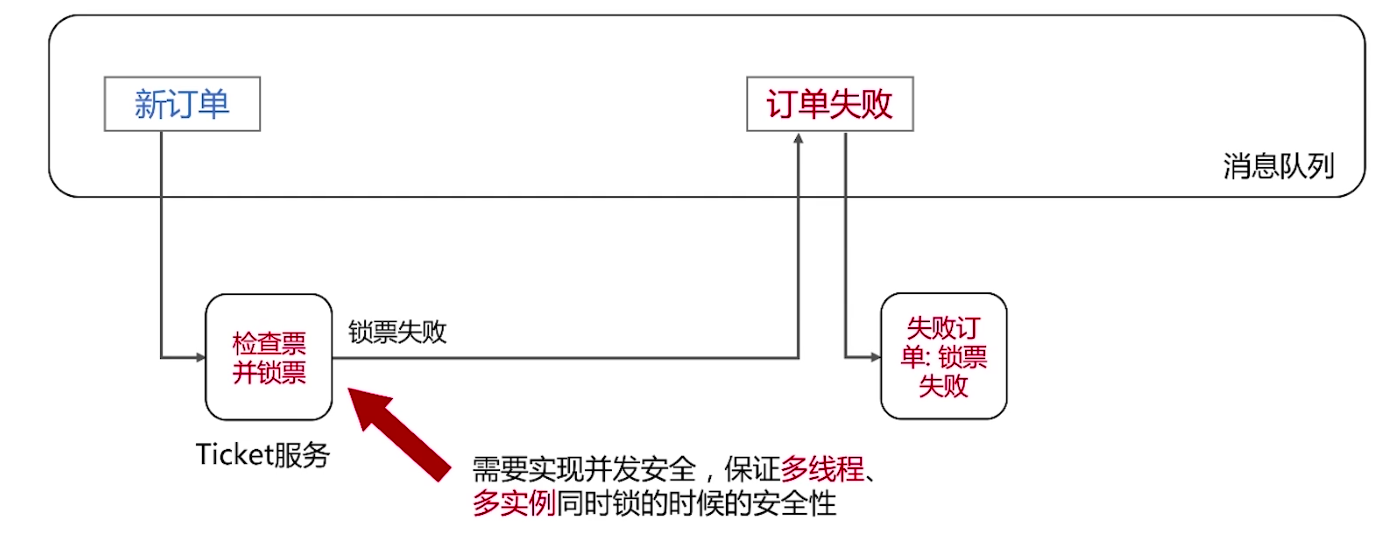 新订单
订单失败
消息队列
锁票失败
检查票
并锁票
失败订
单: 锁票
失败
Ticket服务
需要实现并发安全，保证多线程、
多实例同时锁的时候的安全性